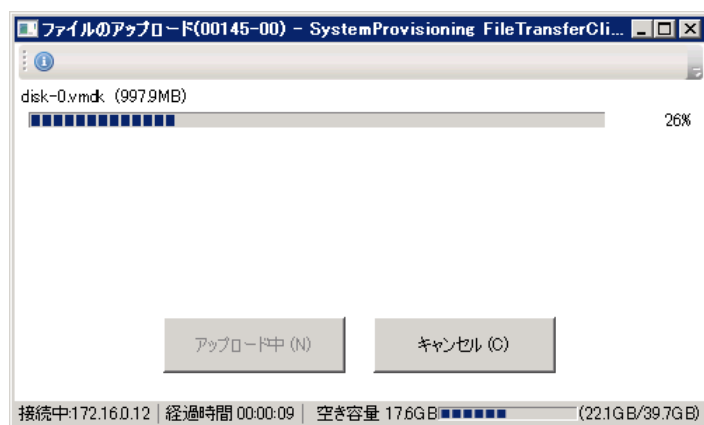 ファイルのアップロード(00145-00) - SystemProvisioning FileTransferCli...
disk-0.vmdk (997.9MB)
26%
アップロード中 (N)
キャンセル (C)
接続中:172.16.0.12 経過時間 00:00:09 空き容量 17.6GB (22.1GB/39.7GB)